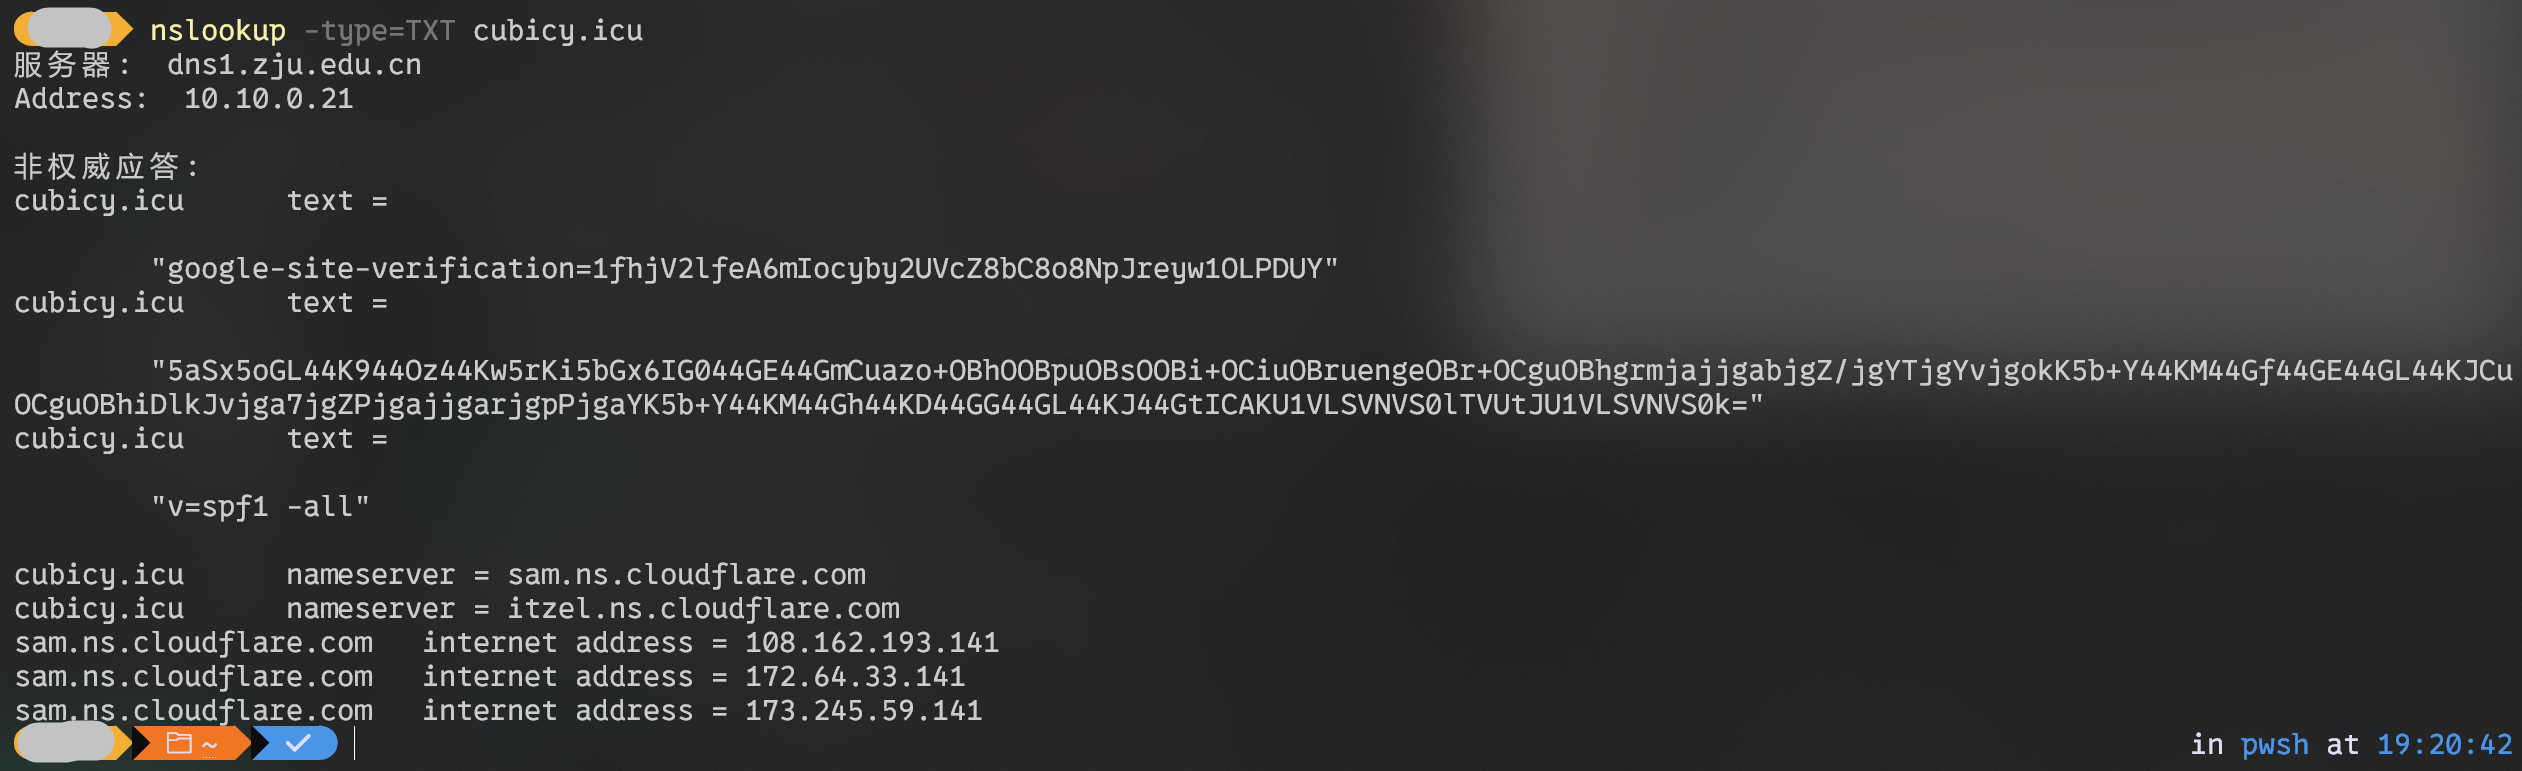 nslookup -type=TXT cubicy.icu
服务器:  dns1.zju.edu.cn
Address:  10.10.0.21
非权威应答:
cubicy.icu      text =
"google-site-verification=1fhjV2lfeA6mIocyby2UVcZ8bC8o8NpJreyw1OLPDUY"
cubicy.icu      text =
"5aSx5oGL44K944Oz44Kw5rKi5bGx6IG044GE44GmCuazo+OBhOOBpuOBsOOBi+OCiuOBruengeOBr+OCguOBhgrmjajjgabjgZ/jgYTjgYvjgokK5b+Y44KM44Gf44GE44GL44KJCu
OCguOBhiDlkJvjga7jgZPjgajjgarjgpPjgaYK5b+Y44KM44Gh44KD44GG44GL44KJ44GtICAKU1VLSVNVS0lTVUtJU1VLSVNVS0k="
cubicy.icu      text =
"v=spf1 -all"
cubicy.icu      nameserver = sam.ns.cloudflare.com
cubicy.icu      nameserver = itzel.ns.cloudflare.com
sam.ns.cloudflare.com   internet address = 108.162.193.141
sam.ns.cloudflare.com   internet address = 172.64.33.141
sam.ns.cloudflare.com   internet address = 173.245.59.141
~ in pwsh at 19:20:42